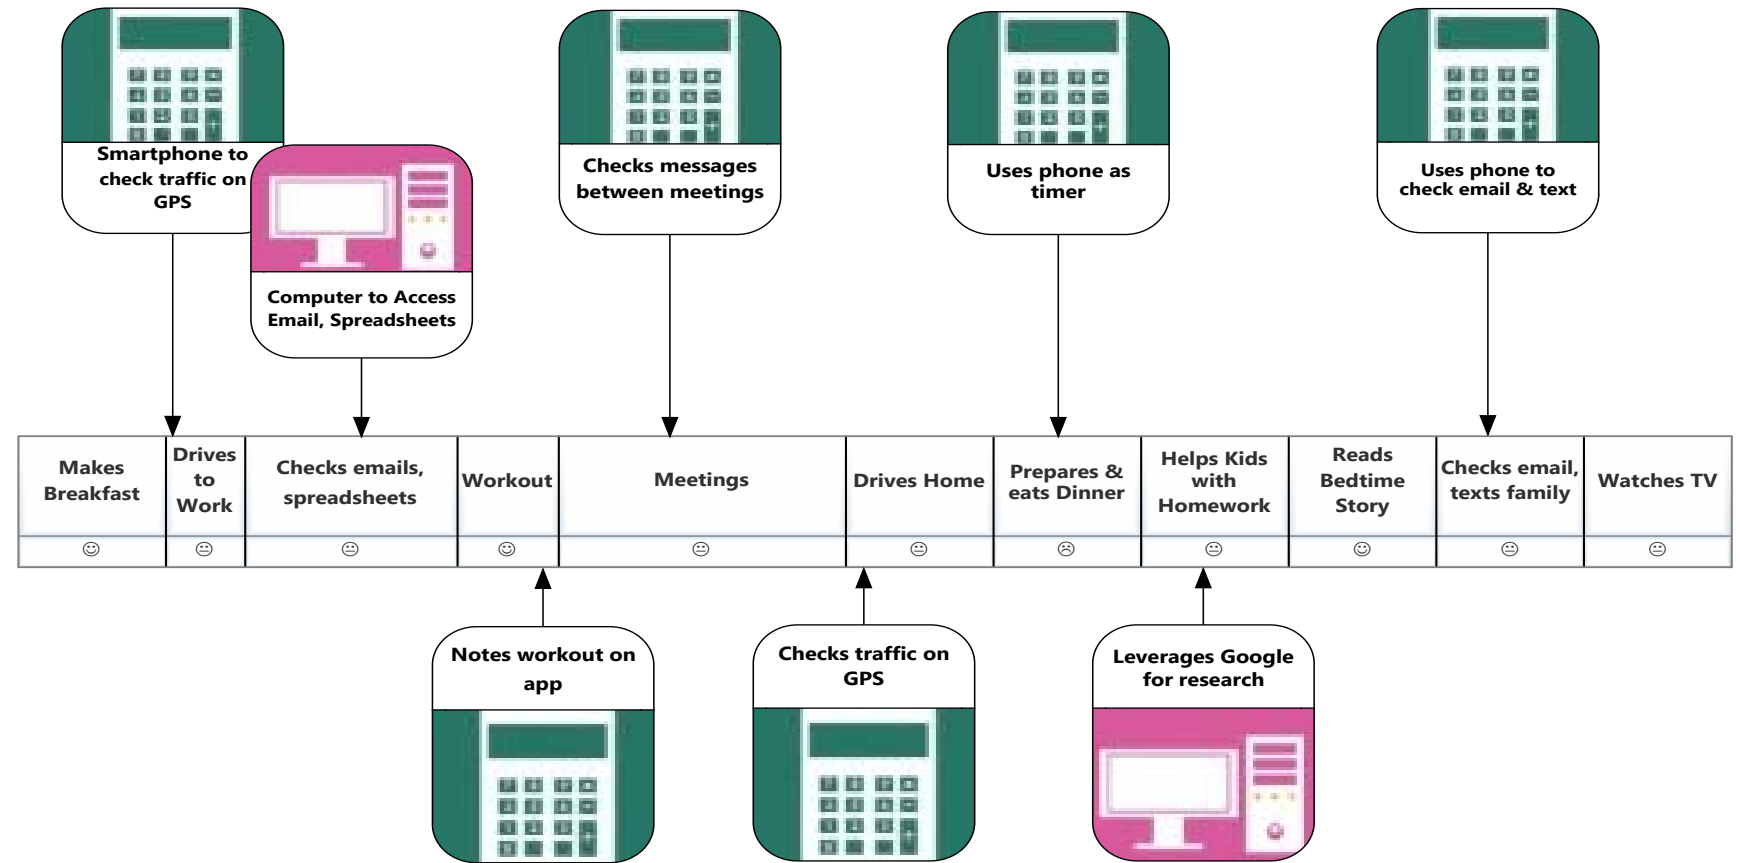 Smartphone to
check traffic on
GPS
Computer to Access
Email, Spreadsheets
Checks messages
between meetings
Uses phone as
timer
Uses phone to
check email & text
Makes
Breakfast
Drives
to
Work
Checks emails,
spreadsheets
Workout
Meetings
Drives Home
Prepares &
eats Dinner
Helps Kids
with
Homework
Reads
Bedtime
Story
Checks email,
texts family
Watches TV
Notes workout on
app
Checks traffic on
GPS
Leverages Google
for research